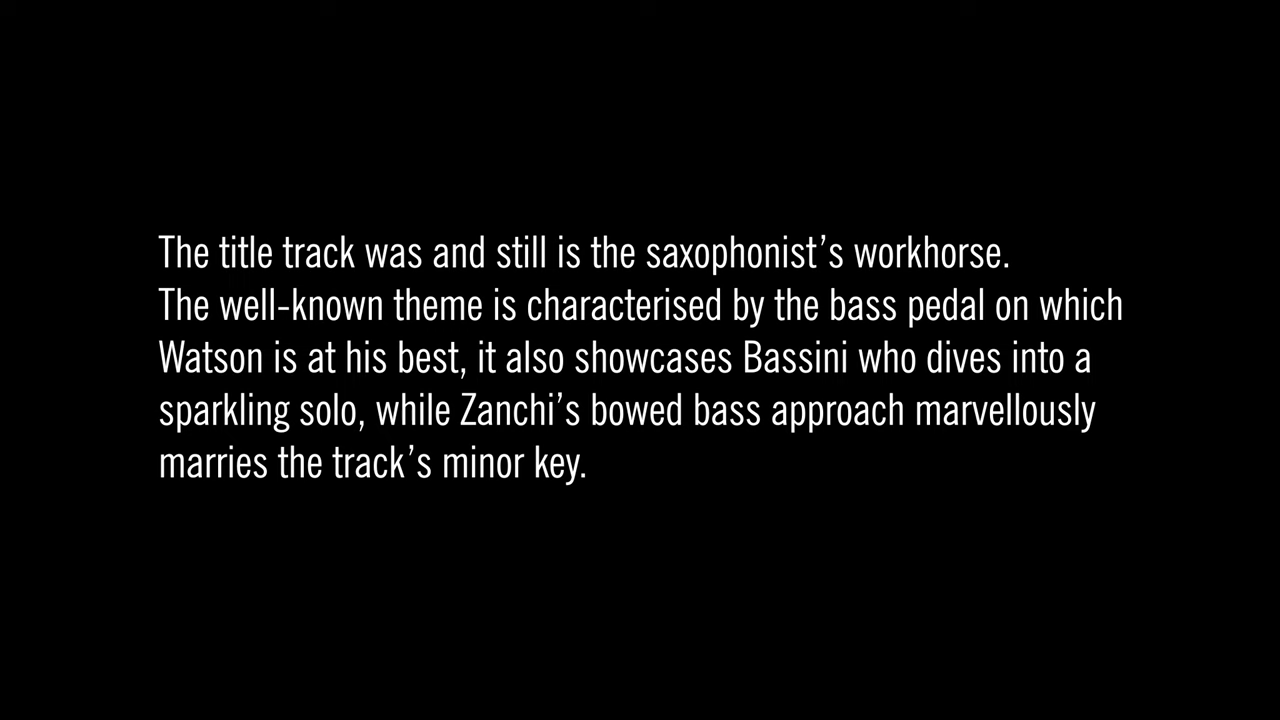 The title track was and still is the saxophonist’s workhorse.
The well-known theme is characterised by the bass pedal on which
Watson is at his best, it also showcases Bassini who dives into a
sparkling solo, while Zanchi’s bowed bass approach marvellously
marries the track’s minor key.